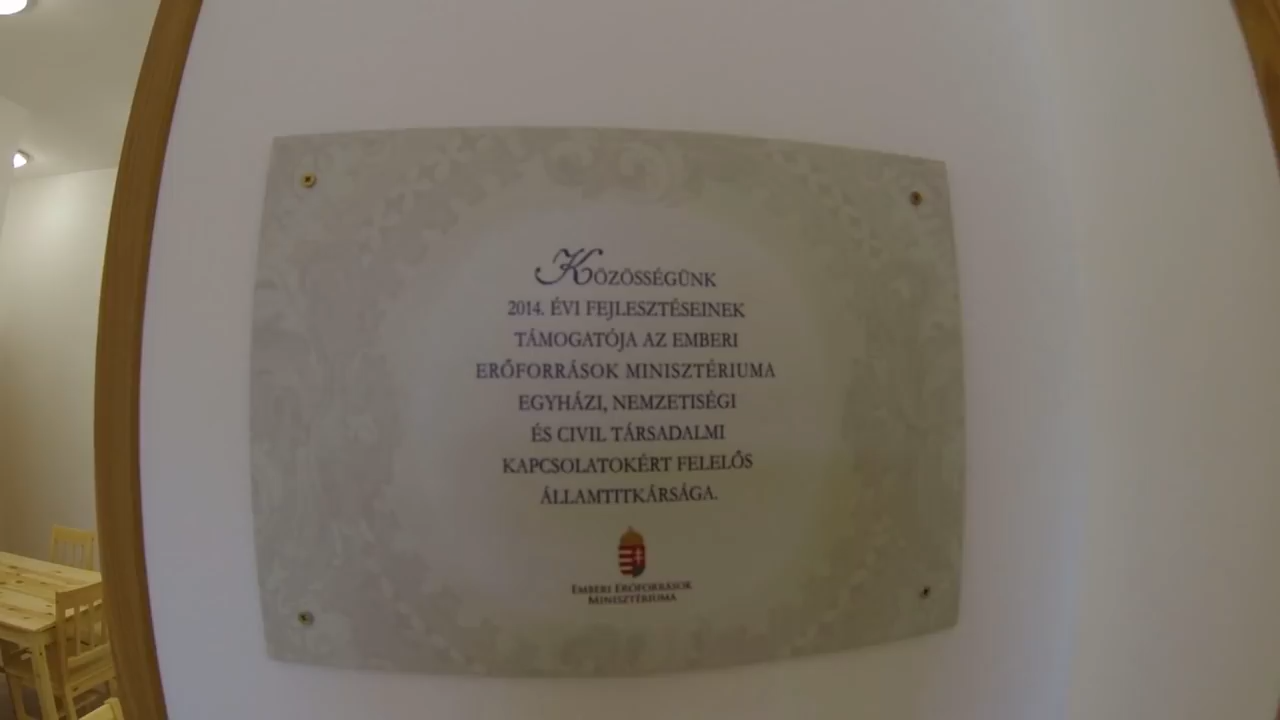 KÖZÖSSÉGÜNK
2014. ÉVI FEJLESZTÉSEINEK
TÁMOGATÓJA AZ EMBERI
ERŐFORRÁSOK MINISZTÉRIUMA
EGYHÁZI, NEMZETISÉGI
ÉS CIVIL TÁRSADALMI
KAPCSOLATOKÉRT FELELŐS
ÁLLAMTITKÁRSÁGA.
EMBERI ERŐFORRÁSOK
MINISZTÉRIUMA